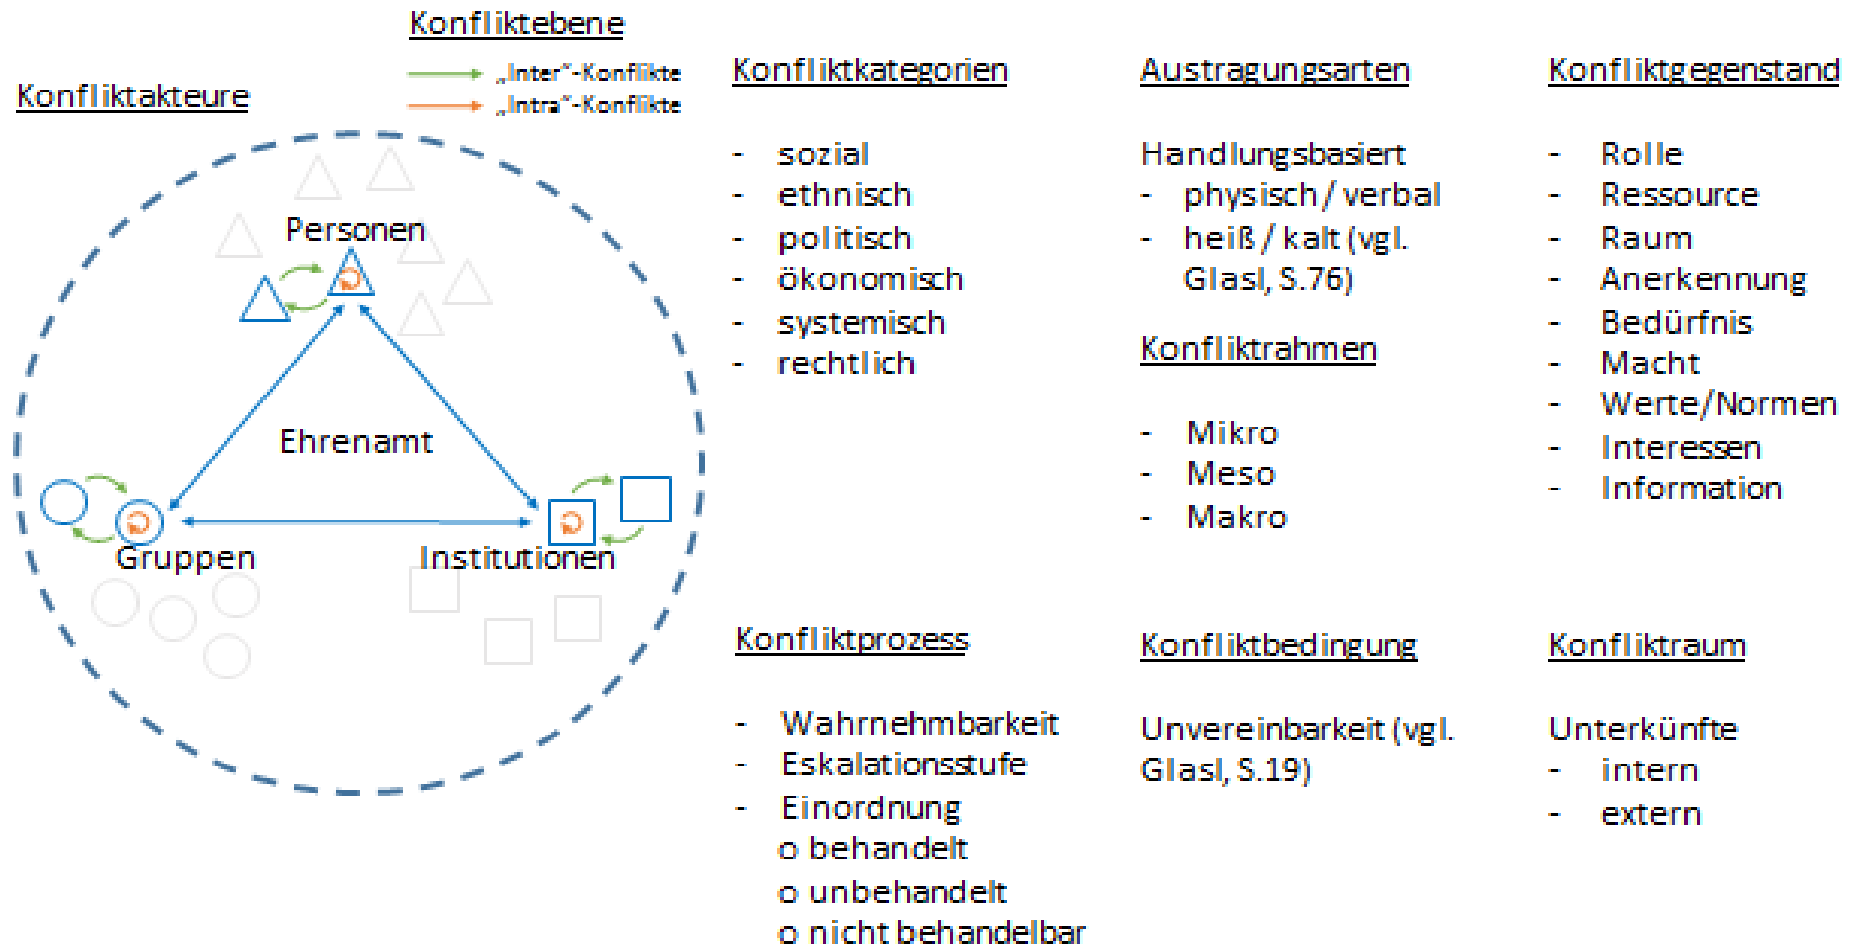 Konfliktebene
„Inter“-Konflikte
„Intra“-Konflikte
Konfliktakteure
Personen
Ehrenamt
Gruppen
Institutionen
Konfliktkategorien
- sozial
- ethnisch
- politisch
- ökonomisch
- systemisch
- rechtlich
Austragungsarten
Handlungsbasiert
- physisch / verbal
- heiß / kalt (vgl.
Glasl, S.76)
Konfliktrahmen
- Mikro
- Meso
- Makro
Konfliktgegenstand
- Rolle
- Ressource
- Raum
- Anerkennung
- Bedürfnis
- Macht
- Werte/Normen
- Interessen
- Information
Konfliktprozess
- Wahrnehmbarkeit
- Eskalationsstufe
- Einordnung
o behandelt
o unbehandelt
o nicht behandelbar
Konfliktbedingung
Unvereinbarkeit (vgl.
Glasl, S.19)
Konfliktraum
Unterkünfte
- intern
- extern